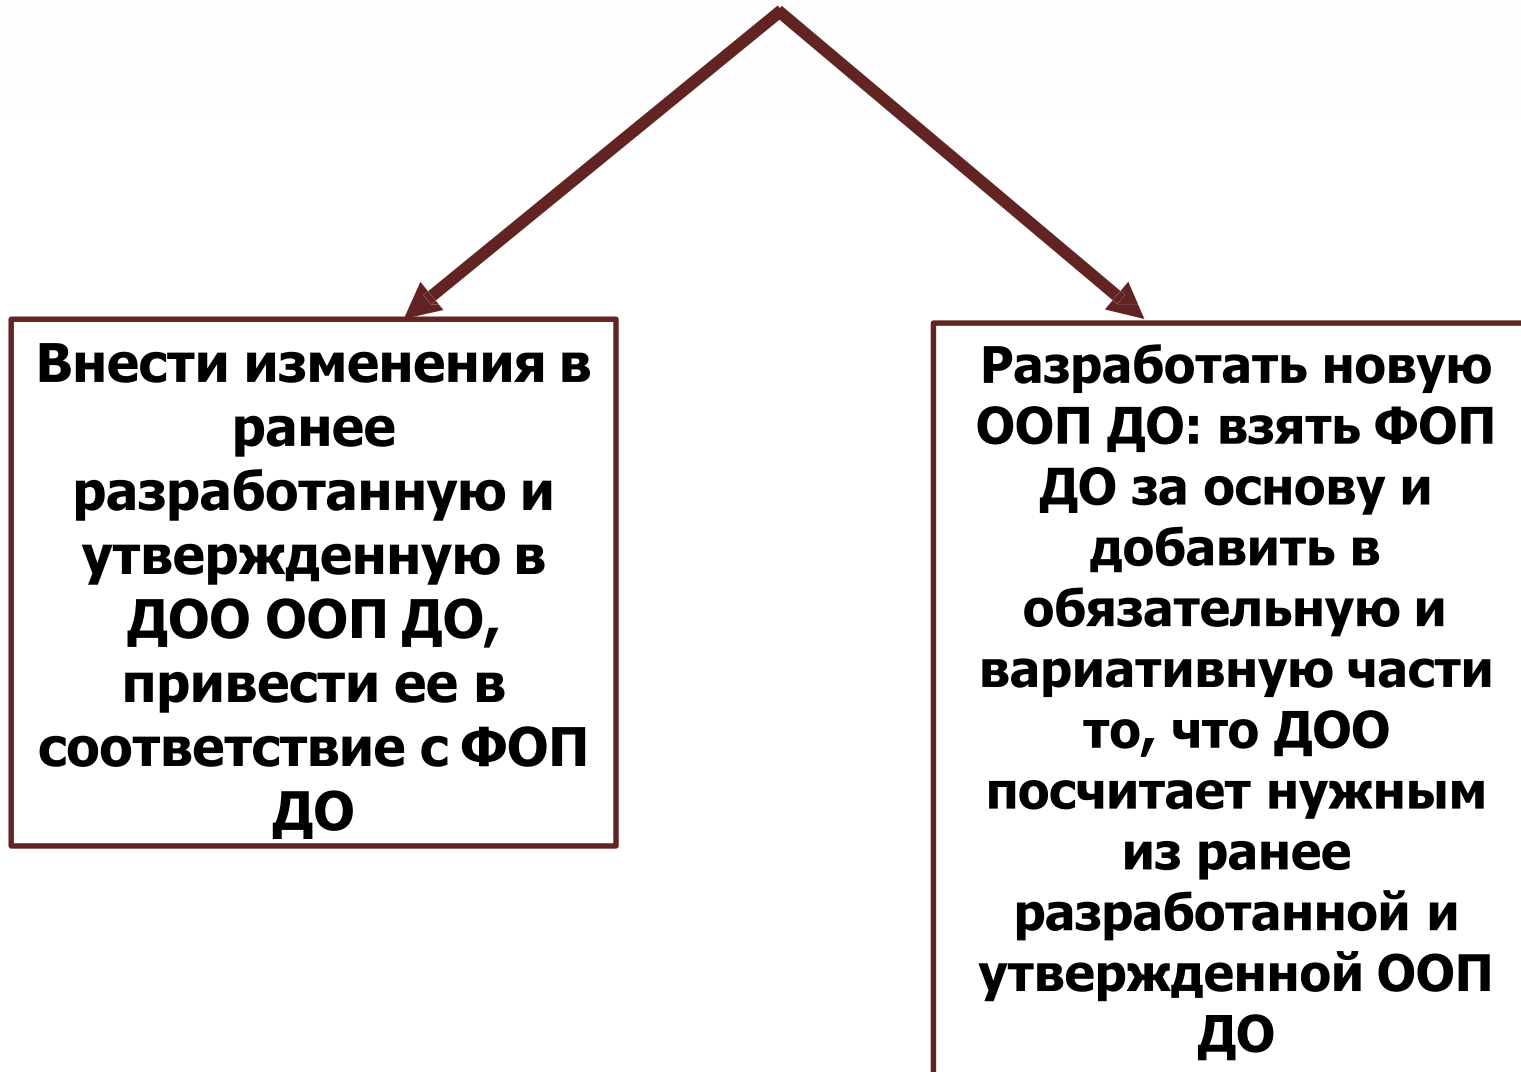 Внести изменения в
ранее
разработанную и
утвержденную в
ДОО ООП ДО,
привести ее в
соответствие с ФОП
ДО
Разработать новую
ООП ДО: взять ФОП
ДО за основу и
добавить в
обязательную и
вариативную части
то, что ДОО
посчитает нужным
из ранее
разработанной и
утвержденной ООП
ДО